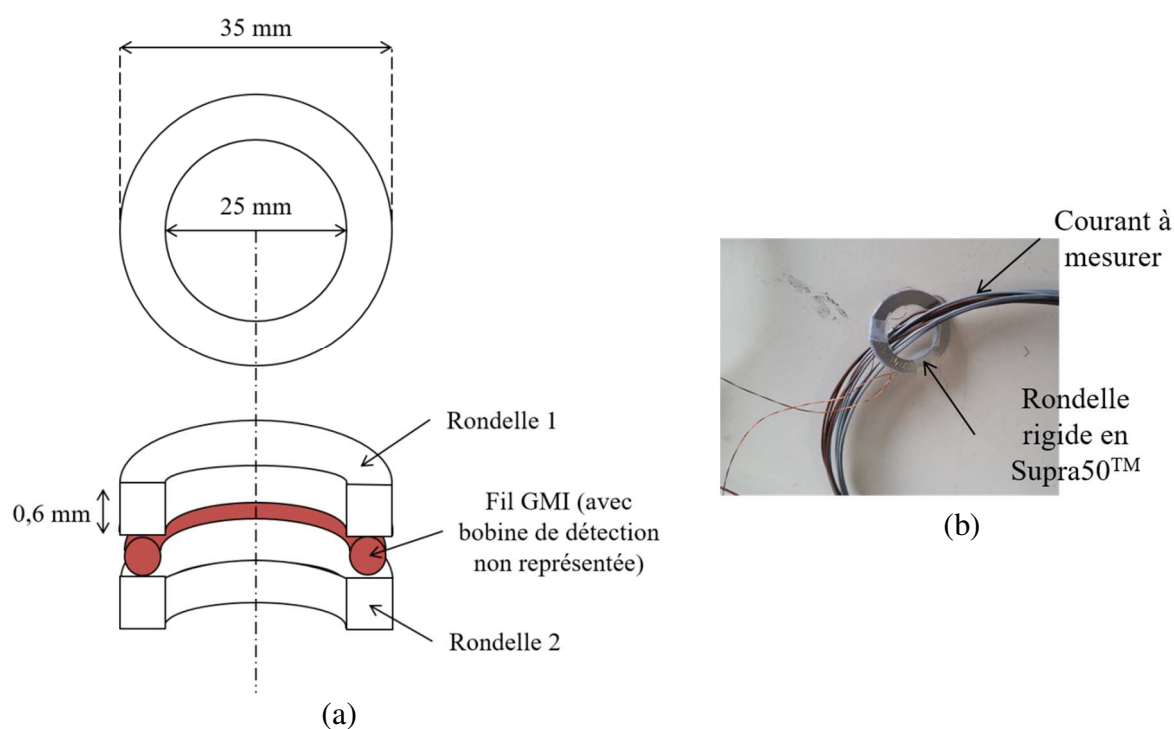 35 mm
25 mm
Rondelle 1
0,6 mm
Fil GMI (avec
bobine de détection
non représentée)
Rondelle 2
(a)
Courant à
mesurer
Rondelle
rigide en
Supra50™
(b)